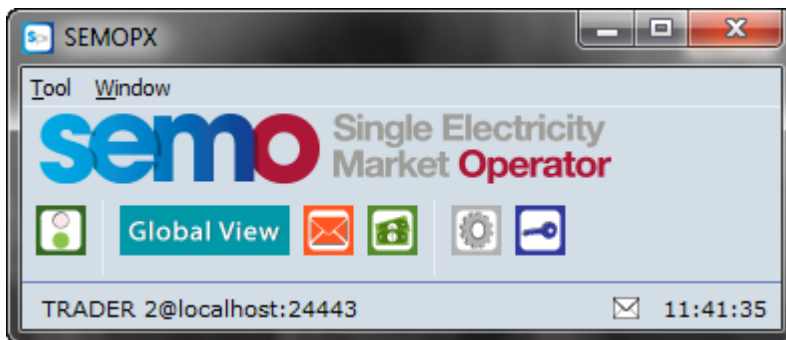 SEMOPX
Tool Window
semo Single Electricity
Market Operator
Global View
TRADER 2@localhost:24443 11:41:35